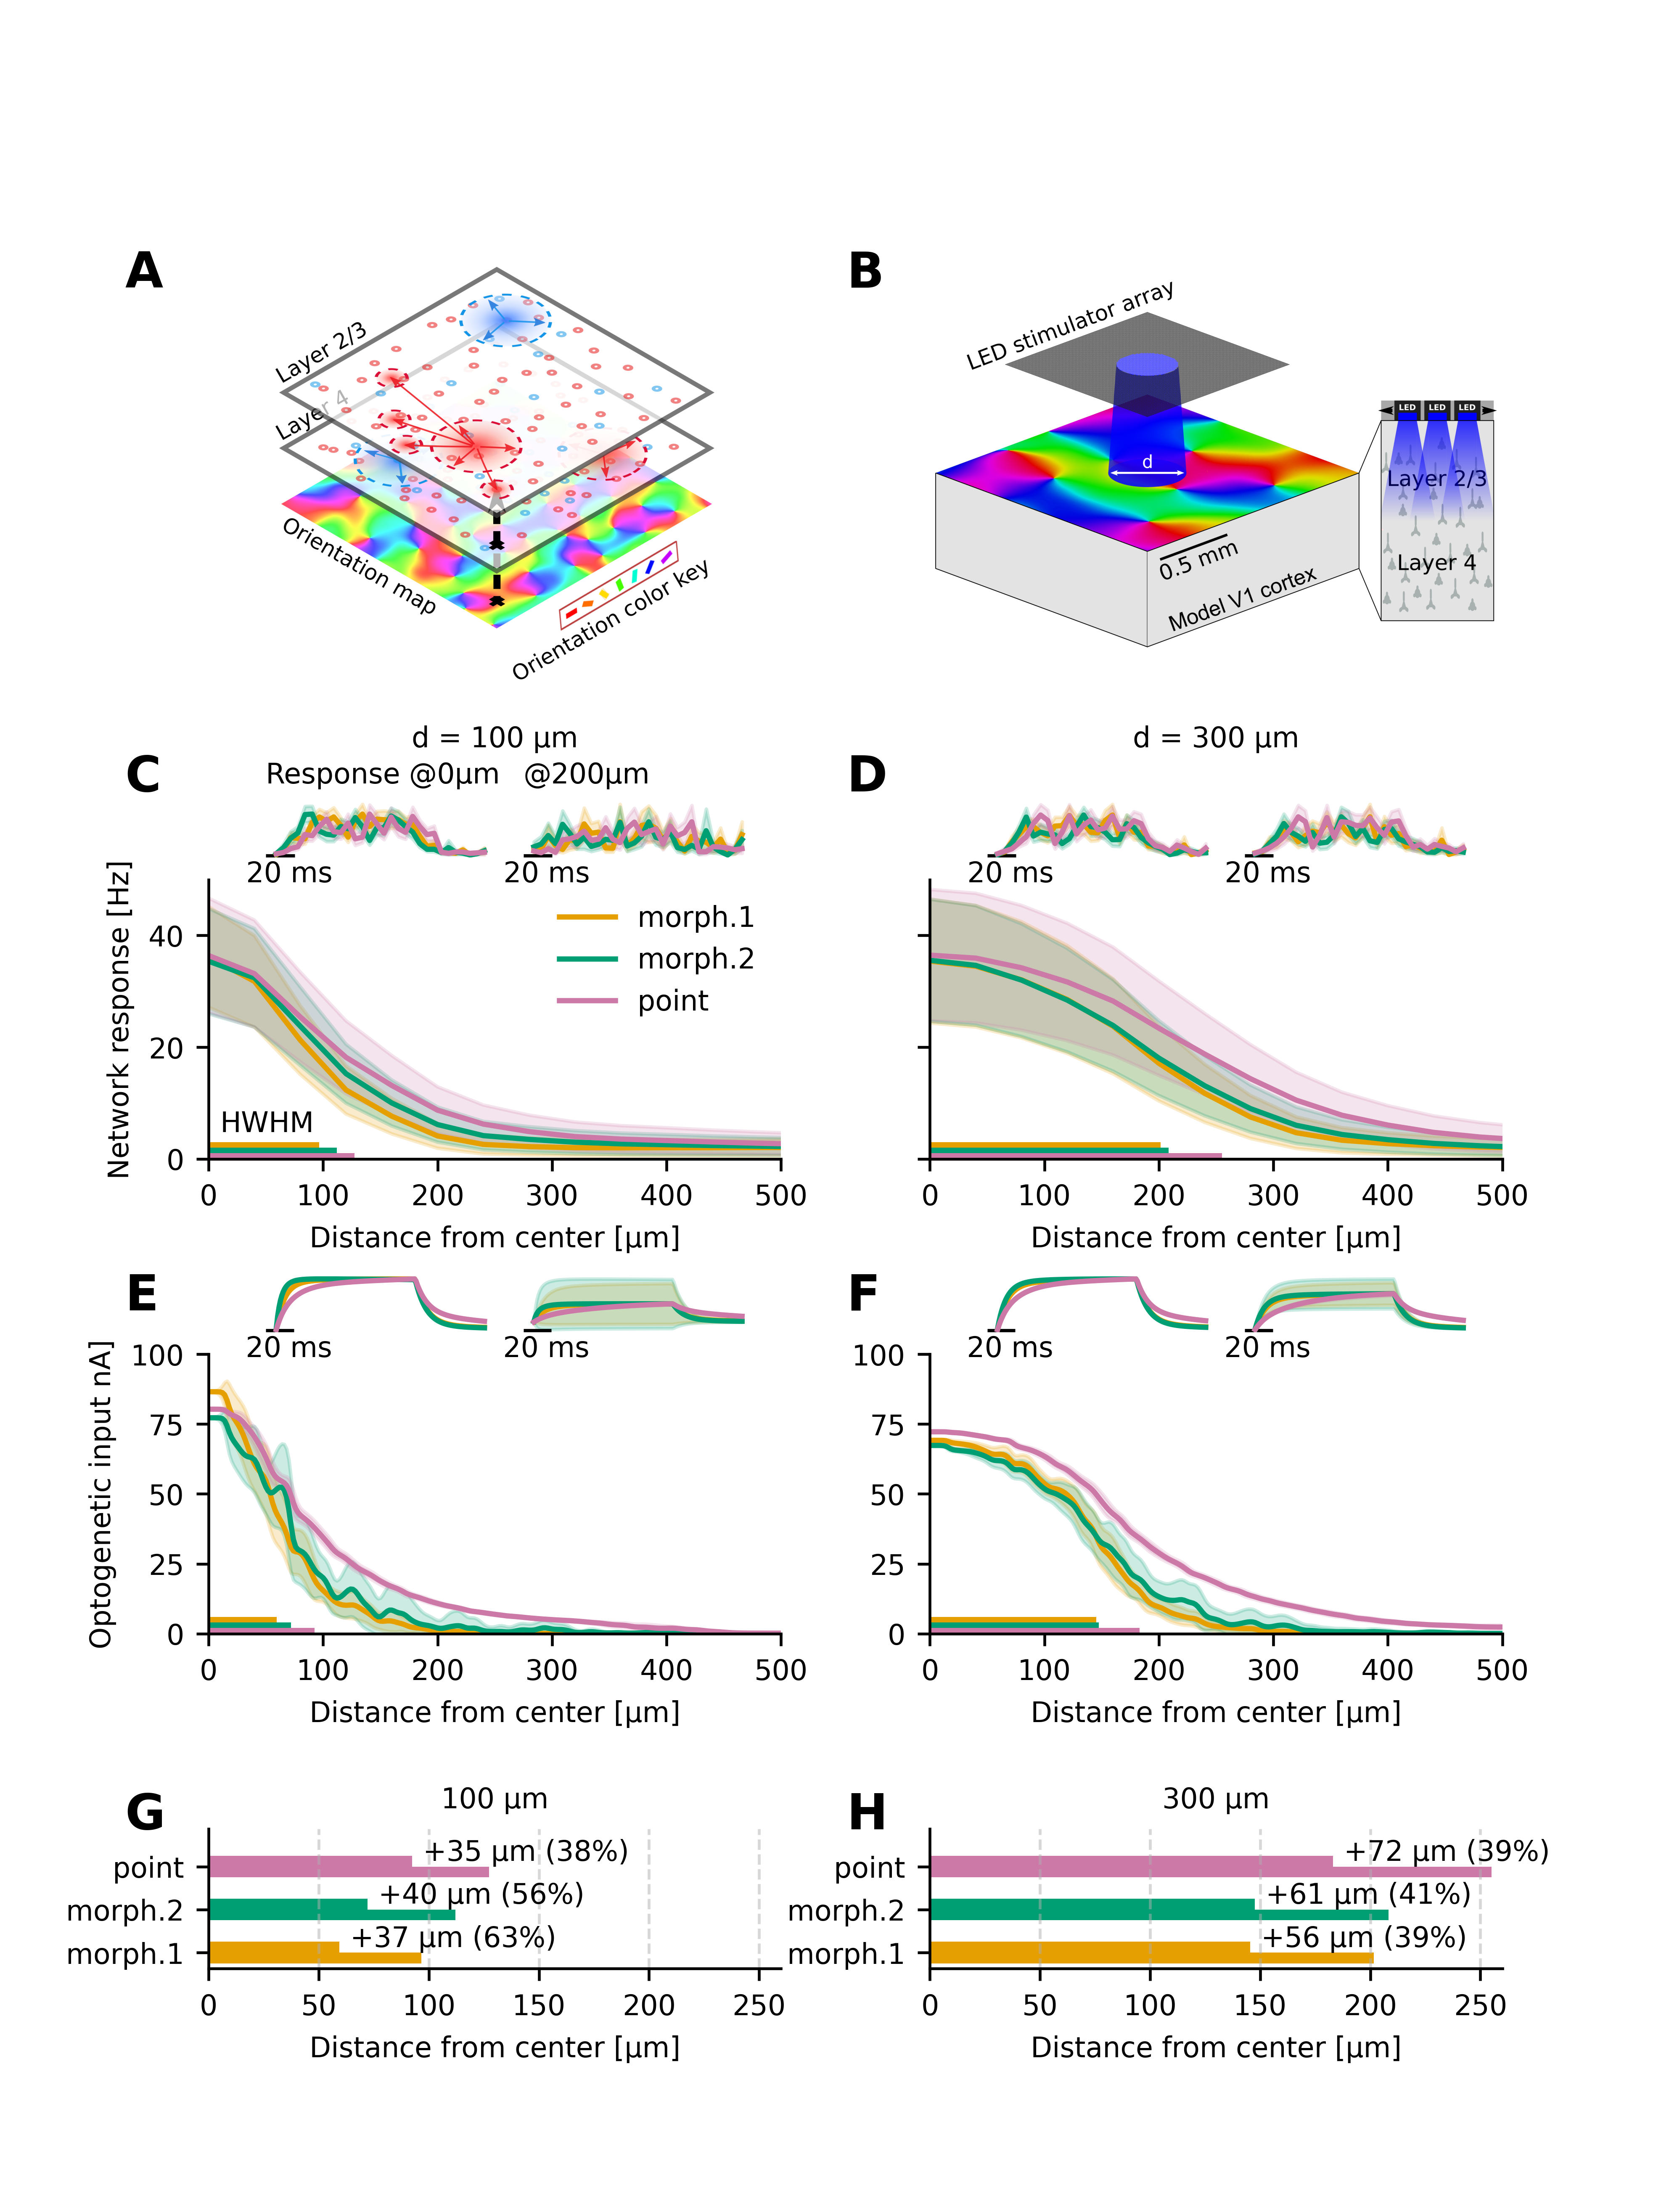 A
Layer 2/3
Layer 4
Orientation map
Orientation color key
B
LED stimulator array
d
0.5 mm
Model V1 cortex
LED LED LED
Layer 2/3
Layer 4
d = 100 µm
C
Response @0µm @200µm
20 ms 20 ms
Network response [Hz]
40
20
0
morph.1
morph.2
point
HWHM
0 100 200 300 400 500
Distance from center [µm]
d = 300 µm
D
20 ms 20 ms
0 100 200 300 400 500
Distance from center [µm]
E
20 ms 20 ms
Optogenetic input nA]
100
75
50
25
0
0 100 200 300 400 500
Distance from center [µm]
F
20 ms 20 ms
100
75
50
25
0
0 100 200 300 400 500
Distance from center [µm]
G
100 µm
point
+35 µm (38%)
morph.2
+40 µm (56%)
morph.1
+37 µm (63%)
0 50 100 150 200 250
Distance from center [µm]
H
300 µm
point
+72 µm (39%)
morph.2
+61 µm (41%)
morph.1
+56 µm (39%)
0 50 100 150 200 250
Distance from center [µm]